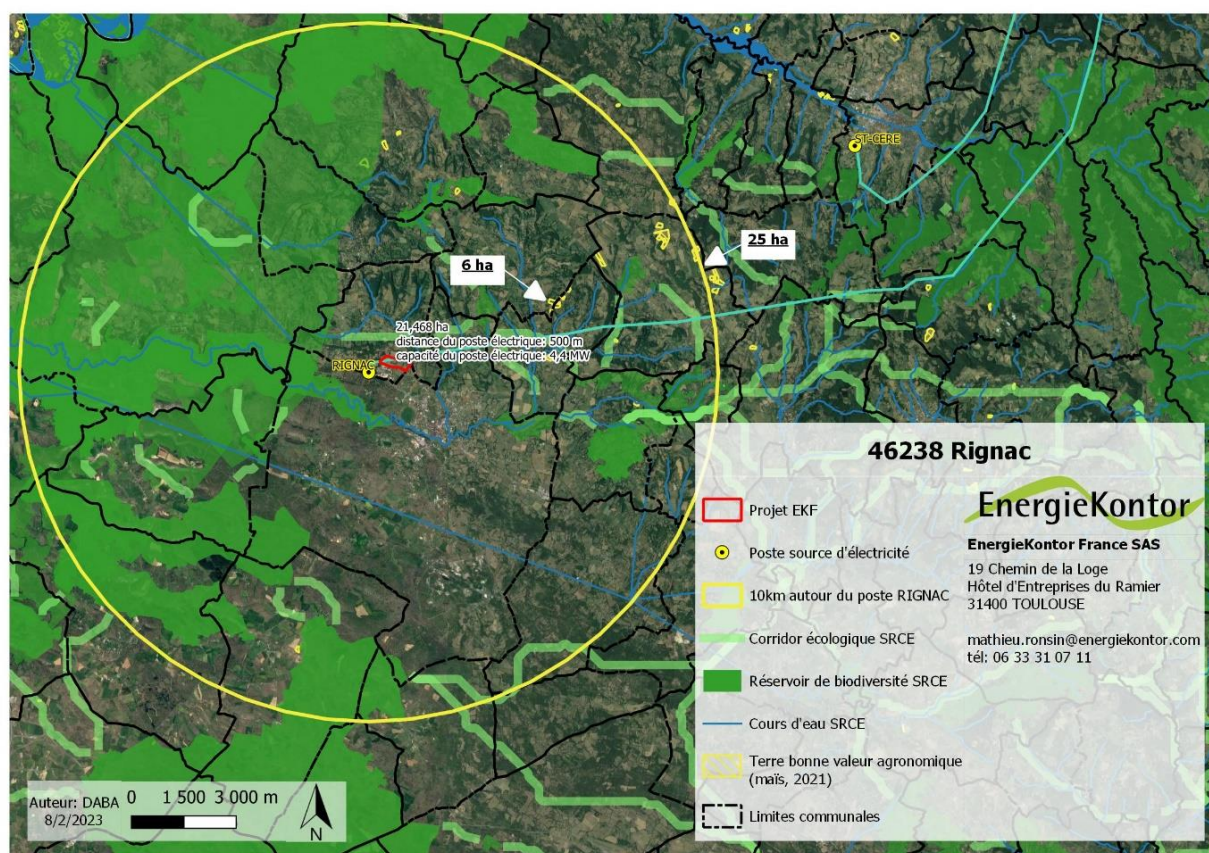 ST-CERE
25 ha
6 ha
21,468 ha
distance du poste électrique: 500 m
capacité du poste électrique: 4,4 MW
RIGNAC
46238 Rignac
Projet EKF
Poste source d'électricité
10km autour du poste RIGNAC
Corridor écologique SRCE
Réservoir de biodiversité SRCE
Cours d'eau SRCE
Terre bonne valeur agronomique
(maïs, 2021)
Limites communales
EnergieKontor
EnergieKontor France SAS
19 Chemin de la Loge
Hôtel d'Entreprises du Ramier
31400 TOULOUSE
mathieu.ronsin@energiekontor.com
tél: 06 33 31 07 11
Auteur: DABA
8/2/2023
0 1 500 3 000 m
N